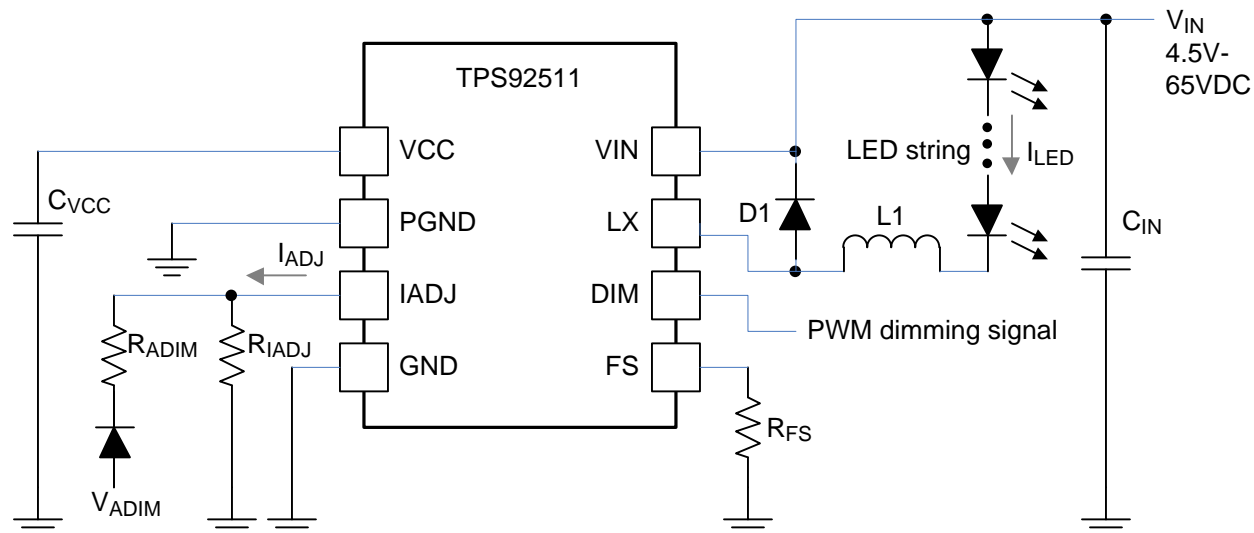 TPS92511
VCC
PGND
IADJ
GND
VIN
LX
DIM
FS
CVCC
IADJ
RADIM
RIADJ
VADIM
D1
L1
LED string
ILED
CIN
VIN
4.5V-
65VDC
PWM dimming signal
RFS